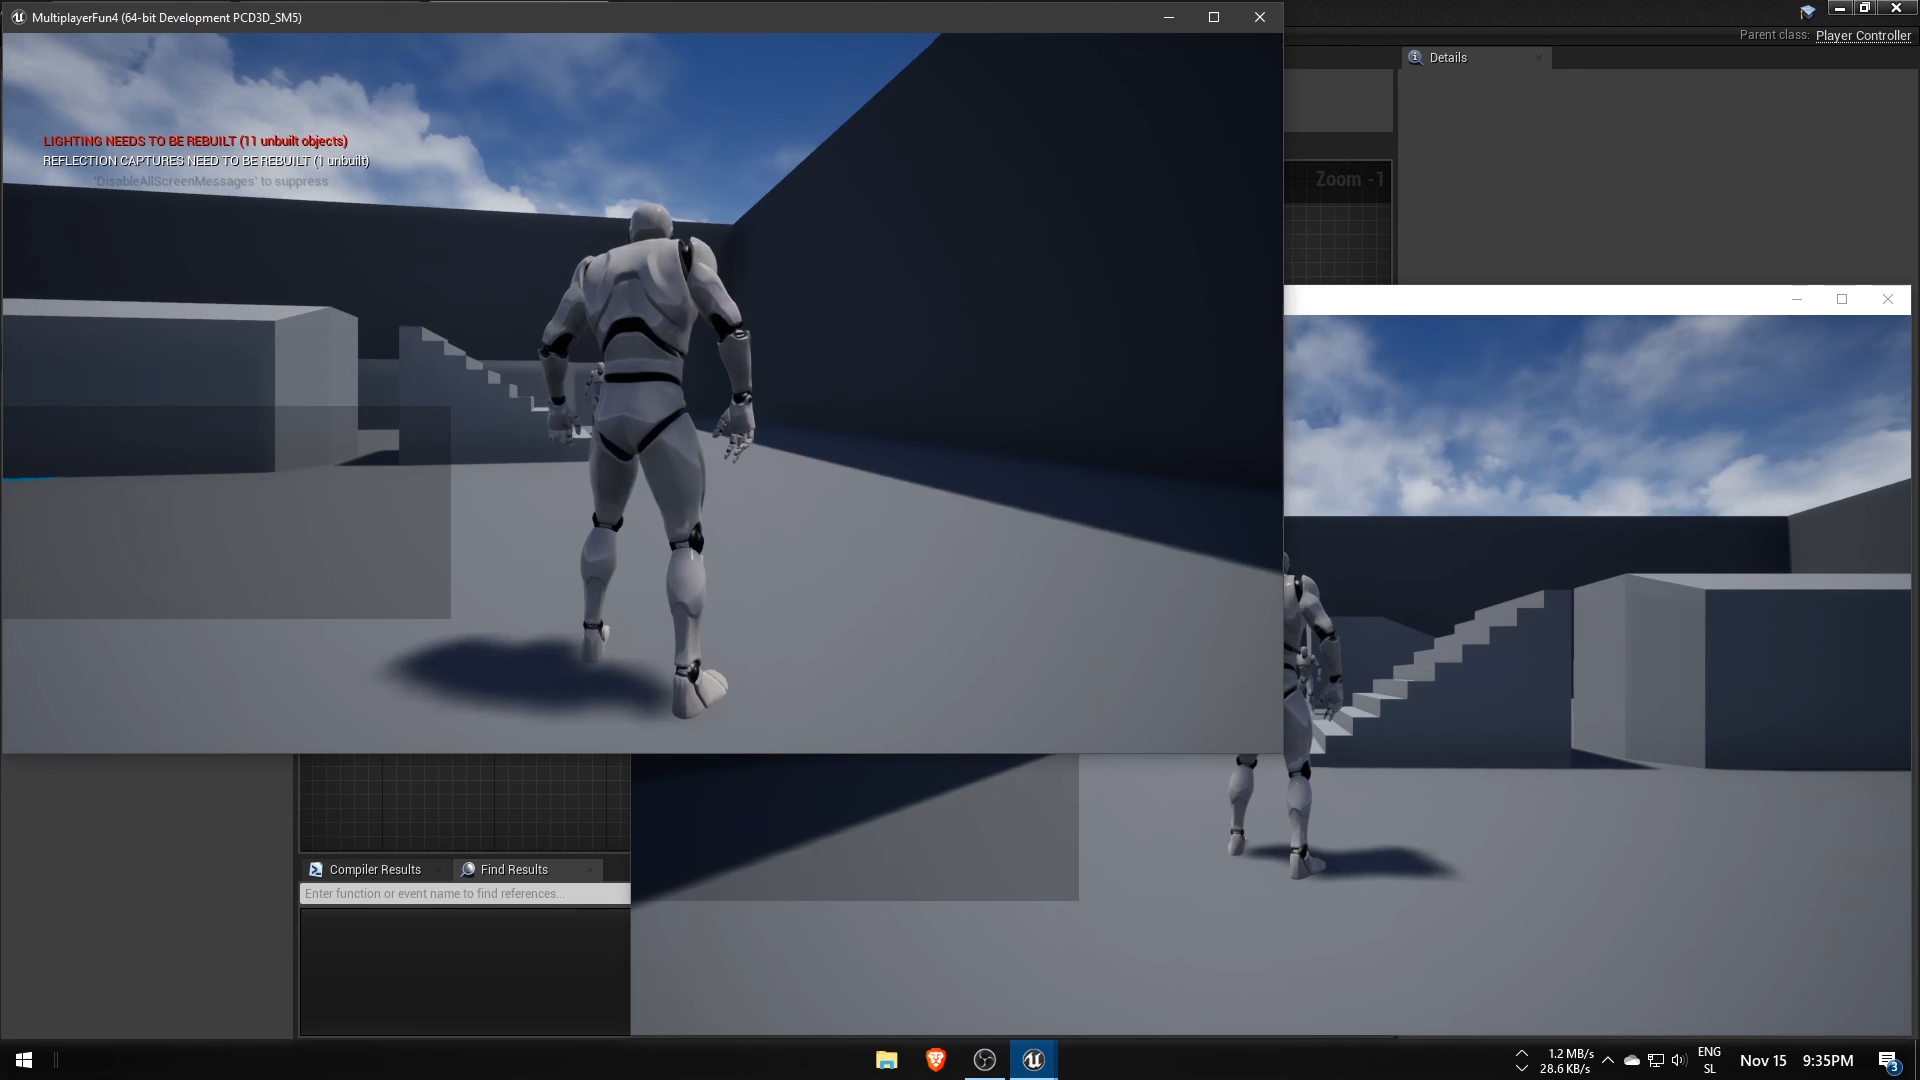 MultiplayerFun4 (64-bit Development PCD3D_SM5)
Parent class: Player Controller
Details
LIGHTING NEEDS TO BE REBUILT (11 unbuilt objects)
REFLECTION CAPTURES NEED TO BE REBUILT (1 unbuilt)
'DisableAllScreenMessages' to suppress
Zoom -1
Compiler Results
Find Results
Enter function or event name to find references...
1.2 MB/s
28.6 KB/s
ENG
SL
Nov 15
9:35PM
3